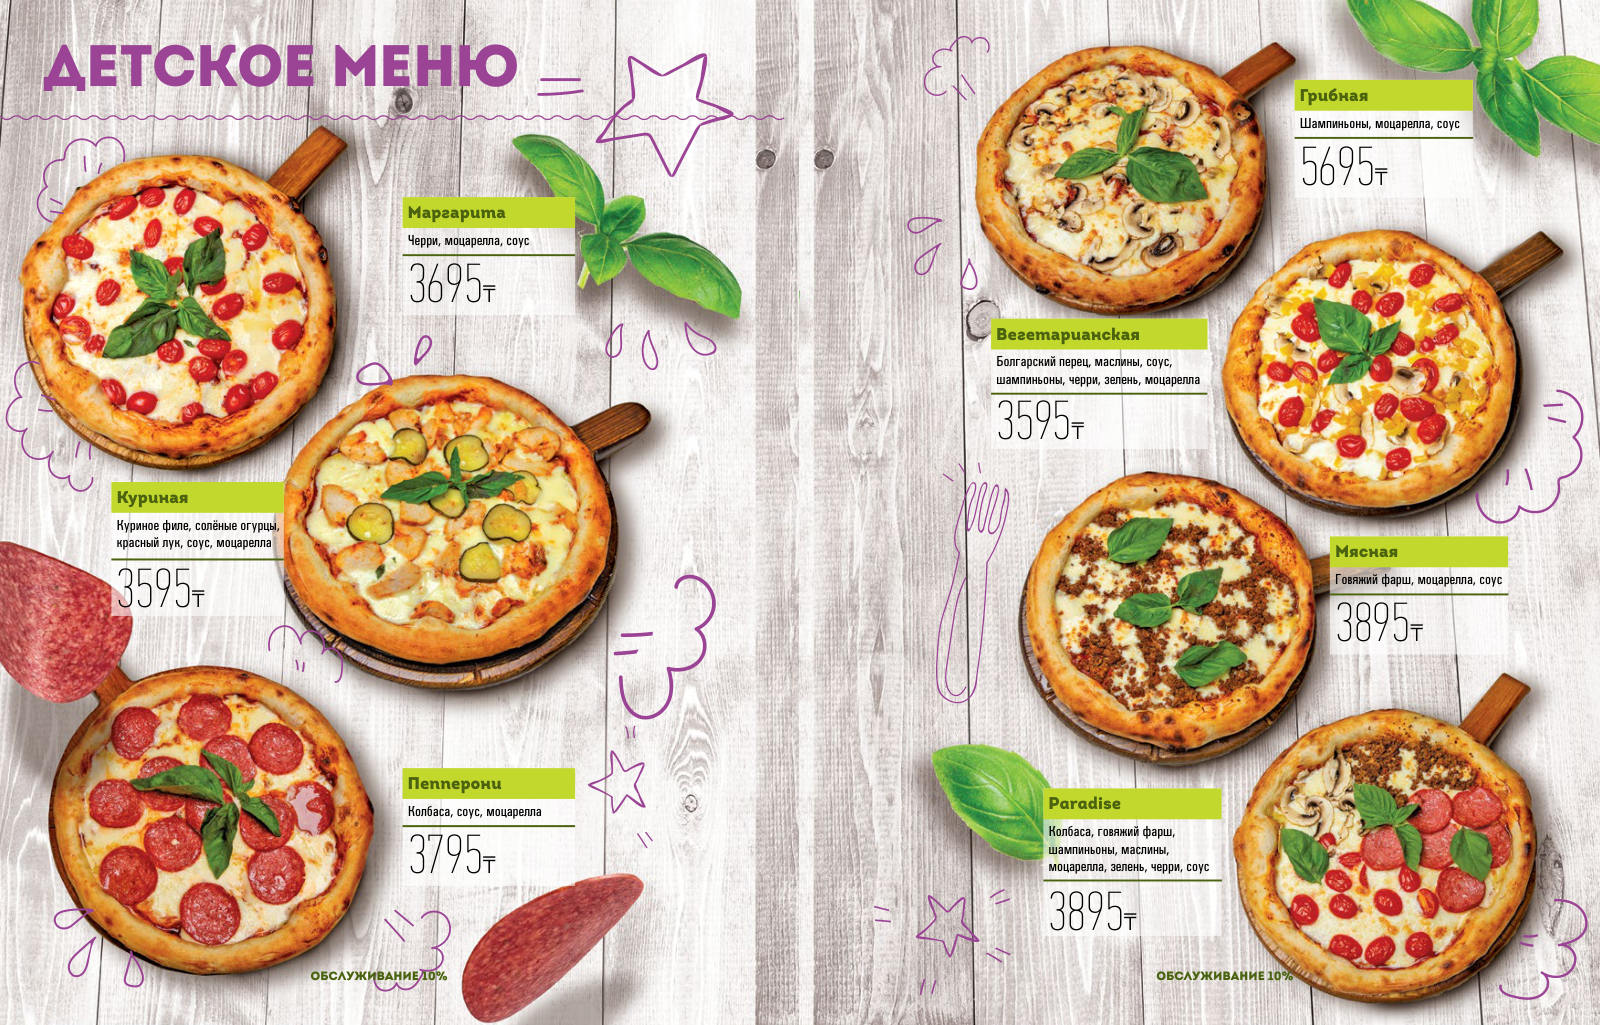 ДЕТСКОЕ МЕНЮ
Маргарита
Черри, моцарелла, соус
3695₸
Куриная
Куриное филе, солёные огурцы,
красный лук, соус, моцарелла
3595₸
Пепперони
Колбаса, соус, моцарелла
3795₸
ОБСЛУЖИВАНИЕ 10%
Грибная
Шампиньоны, моцарелла, соус
5695₸
Вегетарианская
Болгарский перец, маслины, соус,
шампиньоны, черри, зелень, моцарелла
3595₸
Мясная
Говяжий фарш, моцарелла, соус
3895₸
Paradise
Колбаса, говяжий фарш,
шампиньоны, маслины,
моцарелла, зелень, черри, соус
3895₸
ОБСЛУЖИВАНИЕ 10%